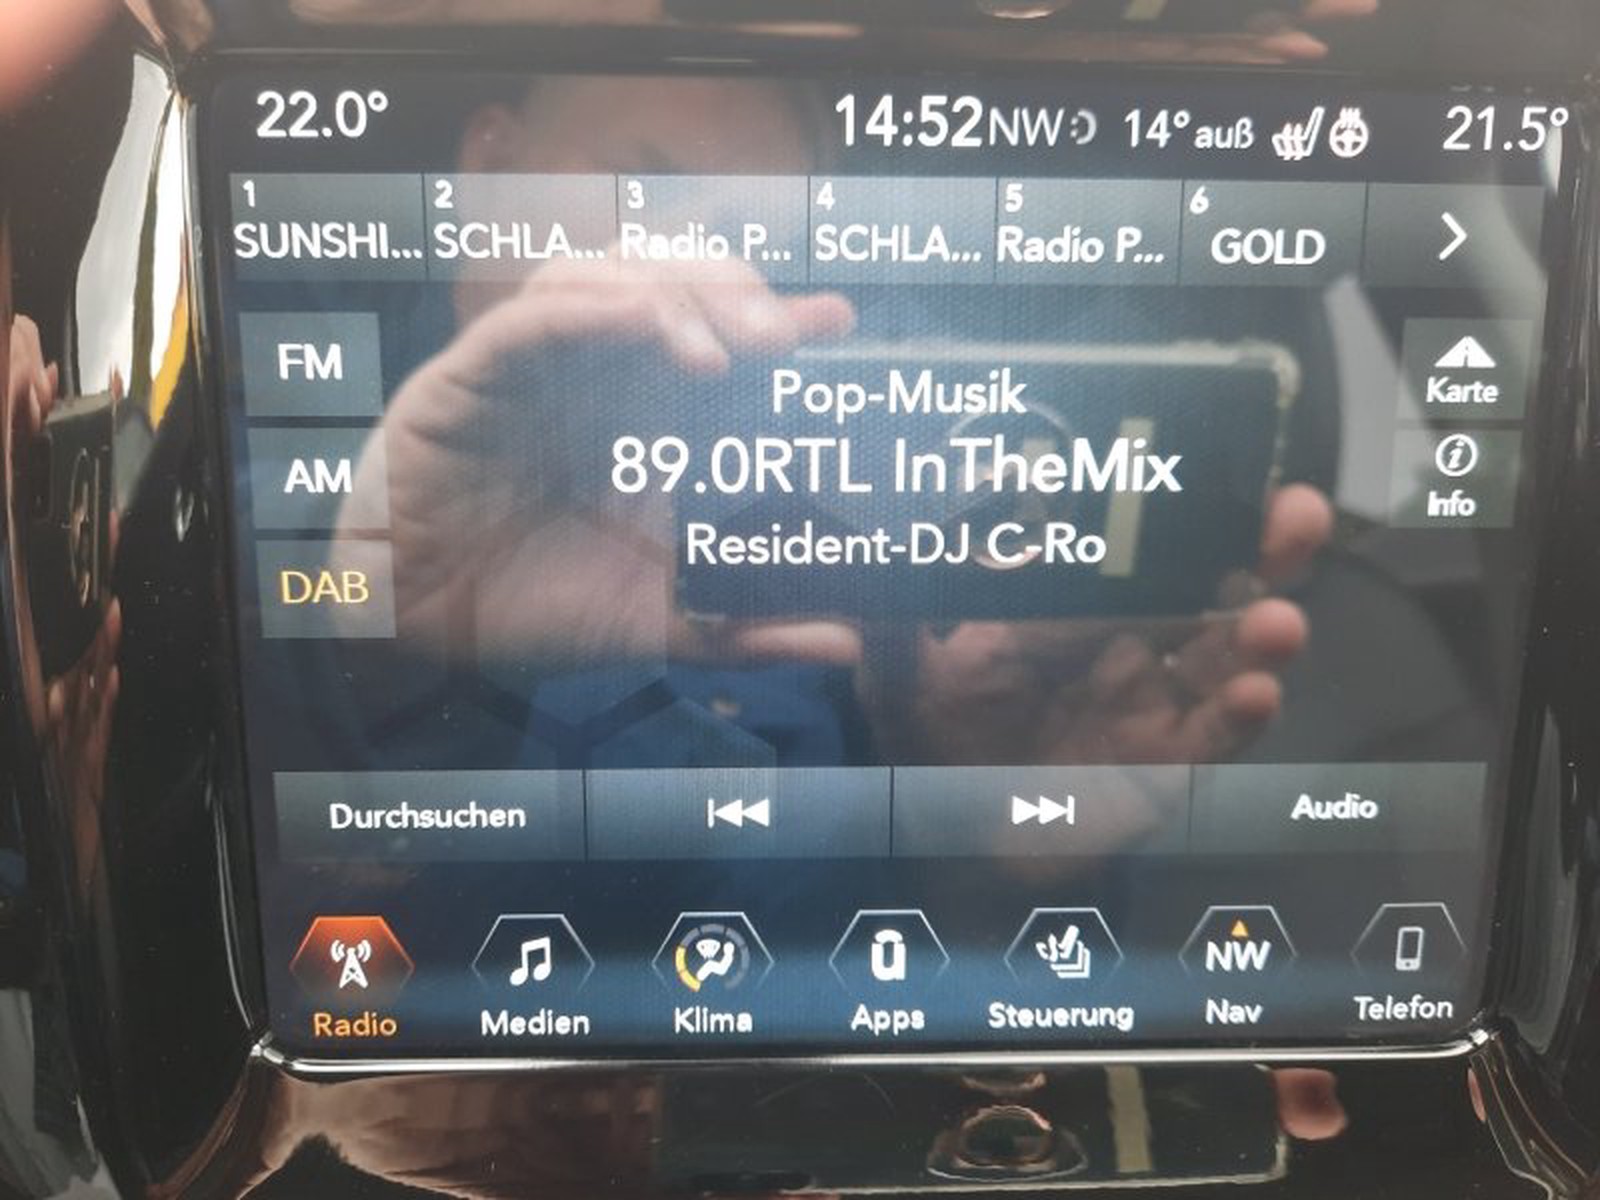 22.0° 14:52 NW 14° auß 21.5°
1 2 3 4 5 6
SUNSHI... SCHLA... Radio P... SCHLA... Radio P... GOLD
FM
AM
DAB
Pop-Musik
89.0RTL InTheMix
Resident-DJ C-Ro
Karte
Info
Durchsuchen Audio
NW
Radio Medien Klima Apps Steuerung Nav Telefon